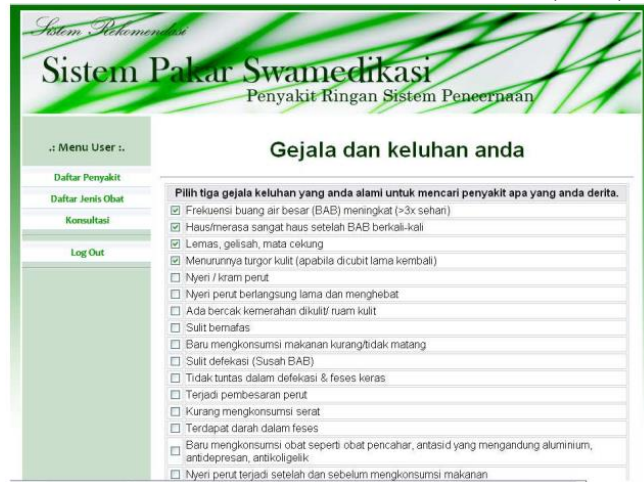 Sistem Rekomendasi
Sistem Pakar Swamedikasi
Penyakit Ringan Sistem Pencernaan
.: Menu User :.
Daftar Penyakit
Daftar Jenis Obat
Konsultasi
Log Out
Gejala dan keluhan anda
Pilih tiga gejala keluhan yang anda alami untuk mencari penyakit apa yang anda derita.
Frekuensi buang air besar (BAB) meningkat (>3x sehari)
Haus/merasa sangat haus setelah BAB berkali-kali
Lemas, gelisah, mata cekung
Menurunnya turgor kulit (apabila dicubit lama kembali)
Nyeri / kram perut
Nyeri perut berlangsung lama dan menghebat
Ada bercak kemerahan dikulit/ ruam kulit
Sulit bernafas
Baru mengkonsumsi makanan kurang/tidak matang
Sulit defekasi (Susah BAB)
Tidak tuntas dalam defekasi & feses keras
Terjadi pembesaran perut
Kurang mengkonsumsi serat
Terdapat darah dalam feses
Baru mengkonsumsi obat seperti obat pencahar, antasid yang mengandung aluminium,
antidepresan, antikoligelik
Nyeri perut terjadi setelah dan sebelum mengkonsumsi makanan